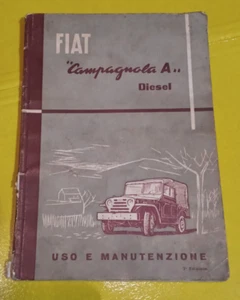 FIAT
"Campagnola A"
Diesel
USO E MANUTENZIONE